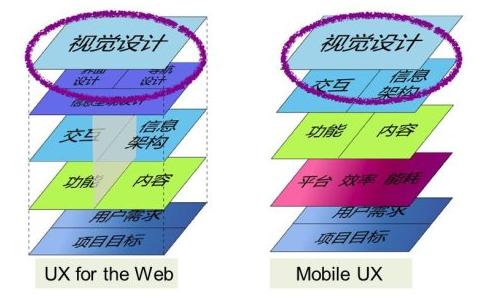 视觉设计
界面设计
导航设计
信息呈现设计
交互
信息架构
功能
内容
用户需求
项目目标
UX for the Web
视觉设计
交互
信息架构
功能
内容
平台 效率 能耗
用户需求
项目目标
Mobile UX